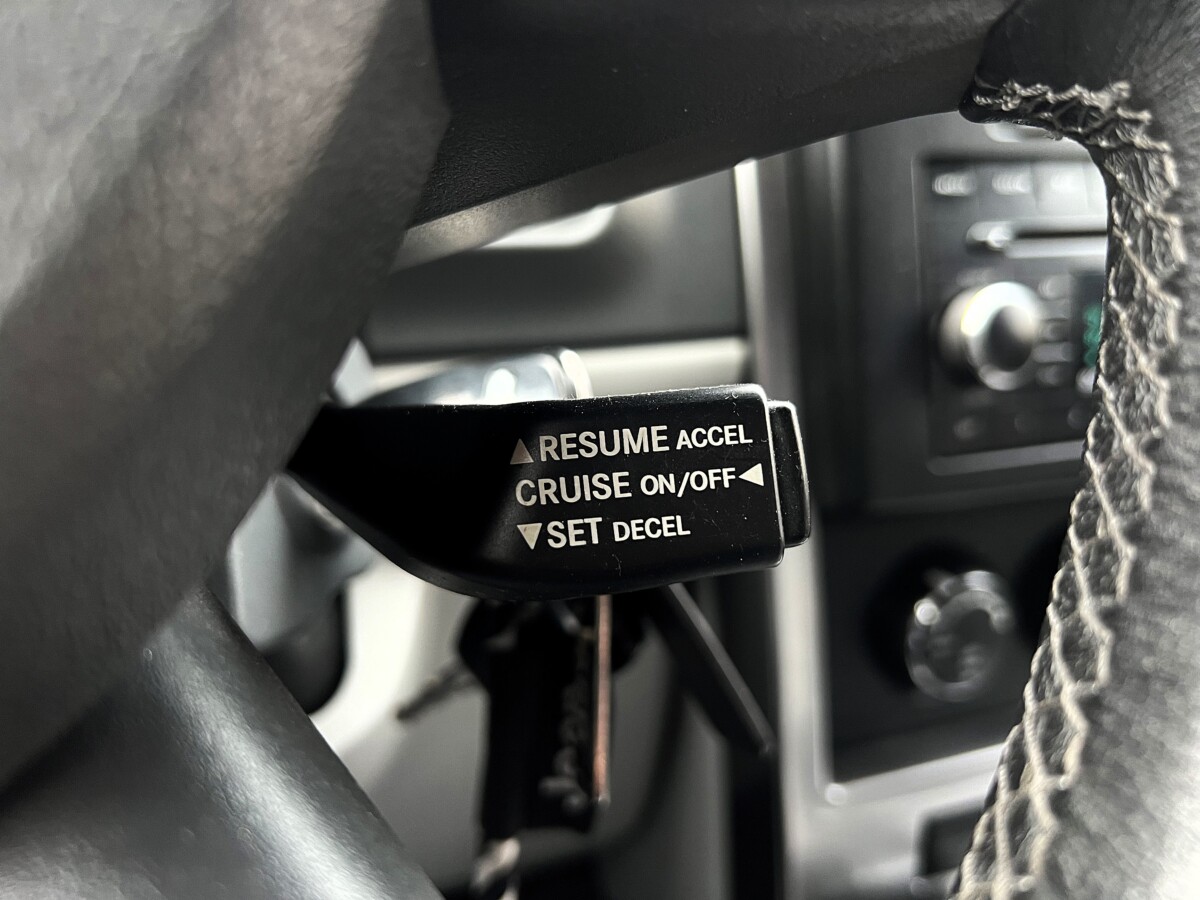 ▲RESUME ACCEL
CRUISE ON/OFF◀
▼SET DECEL